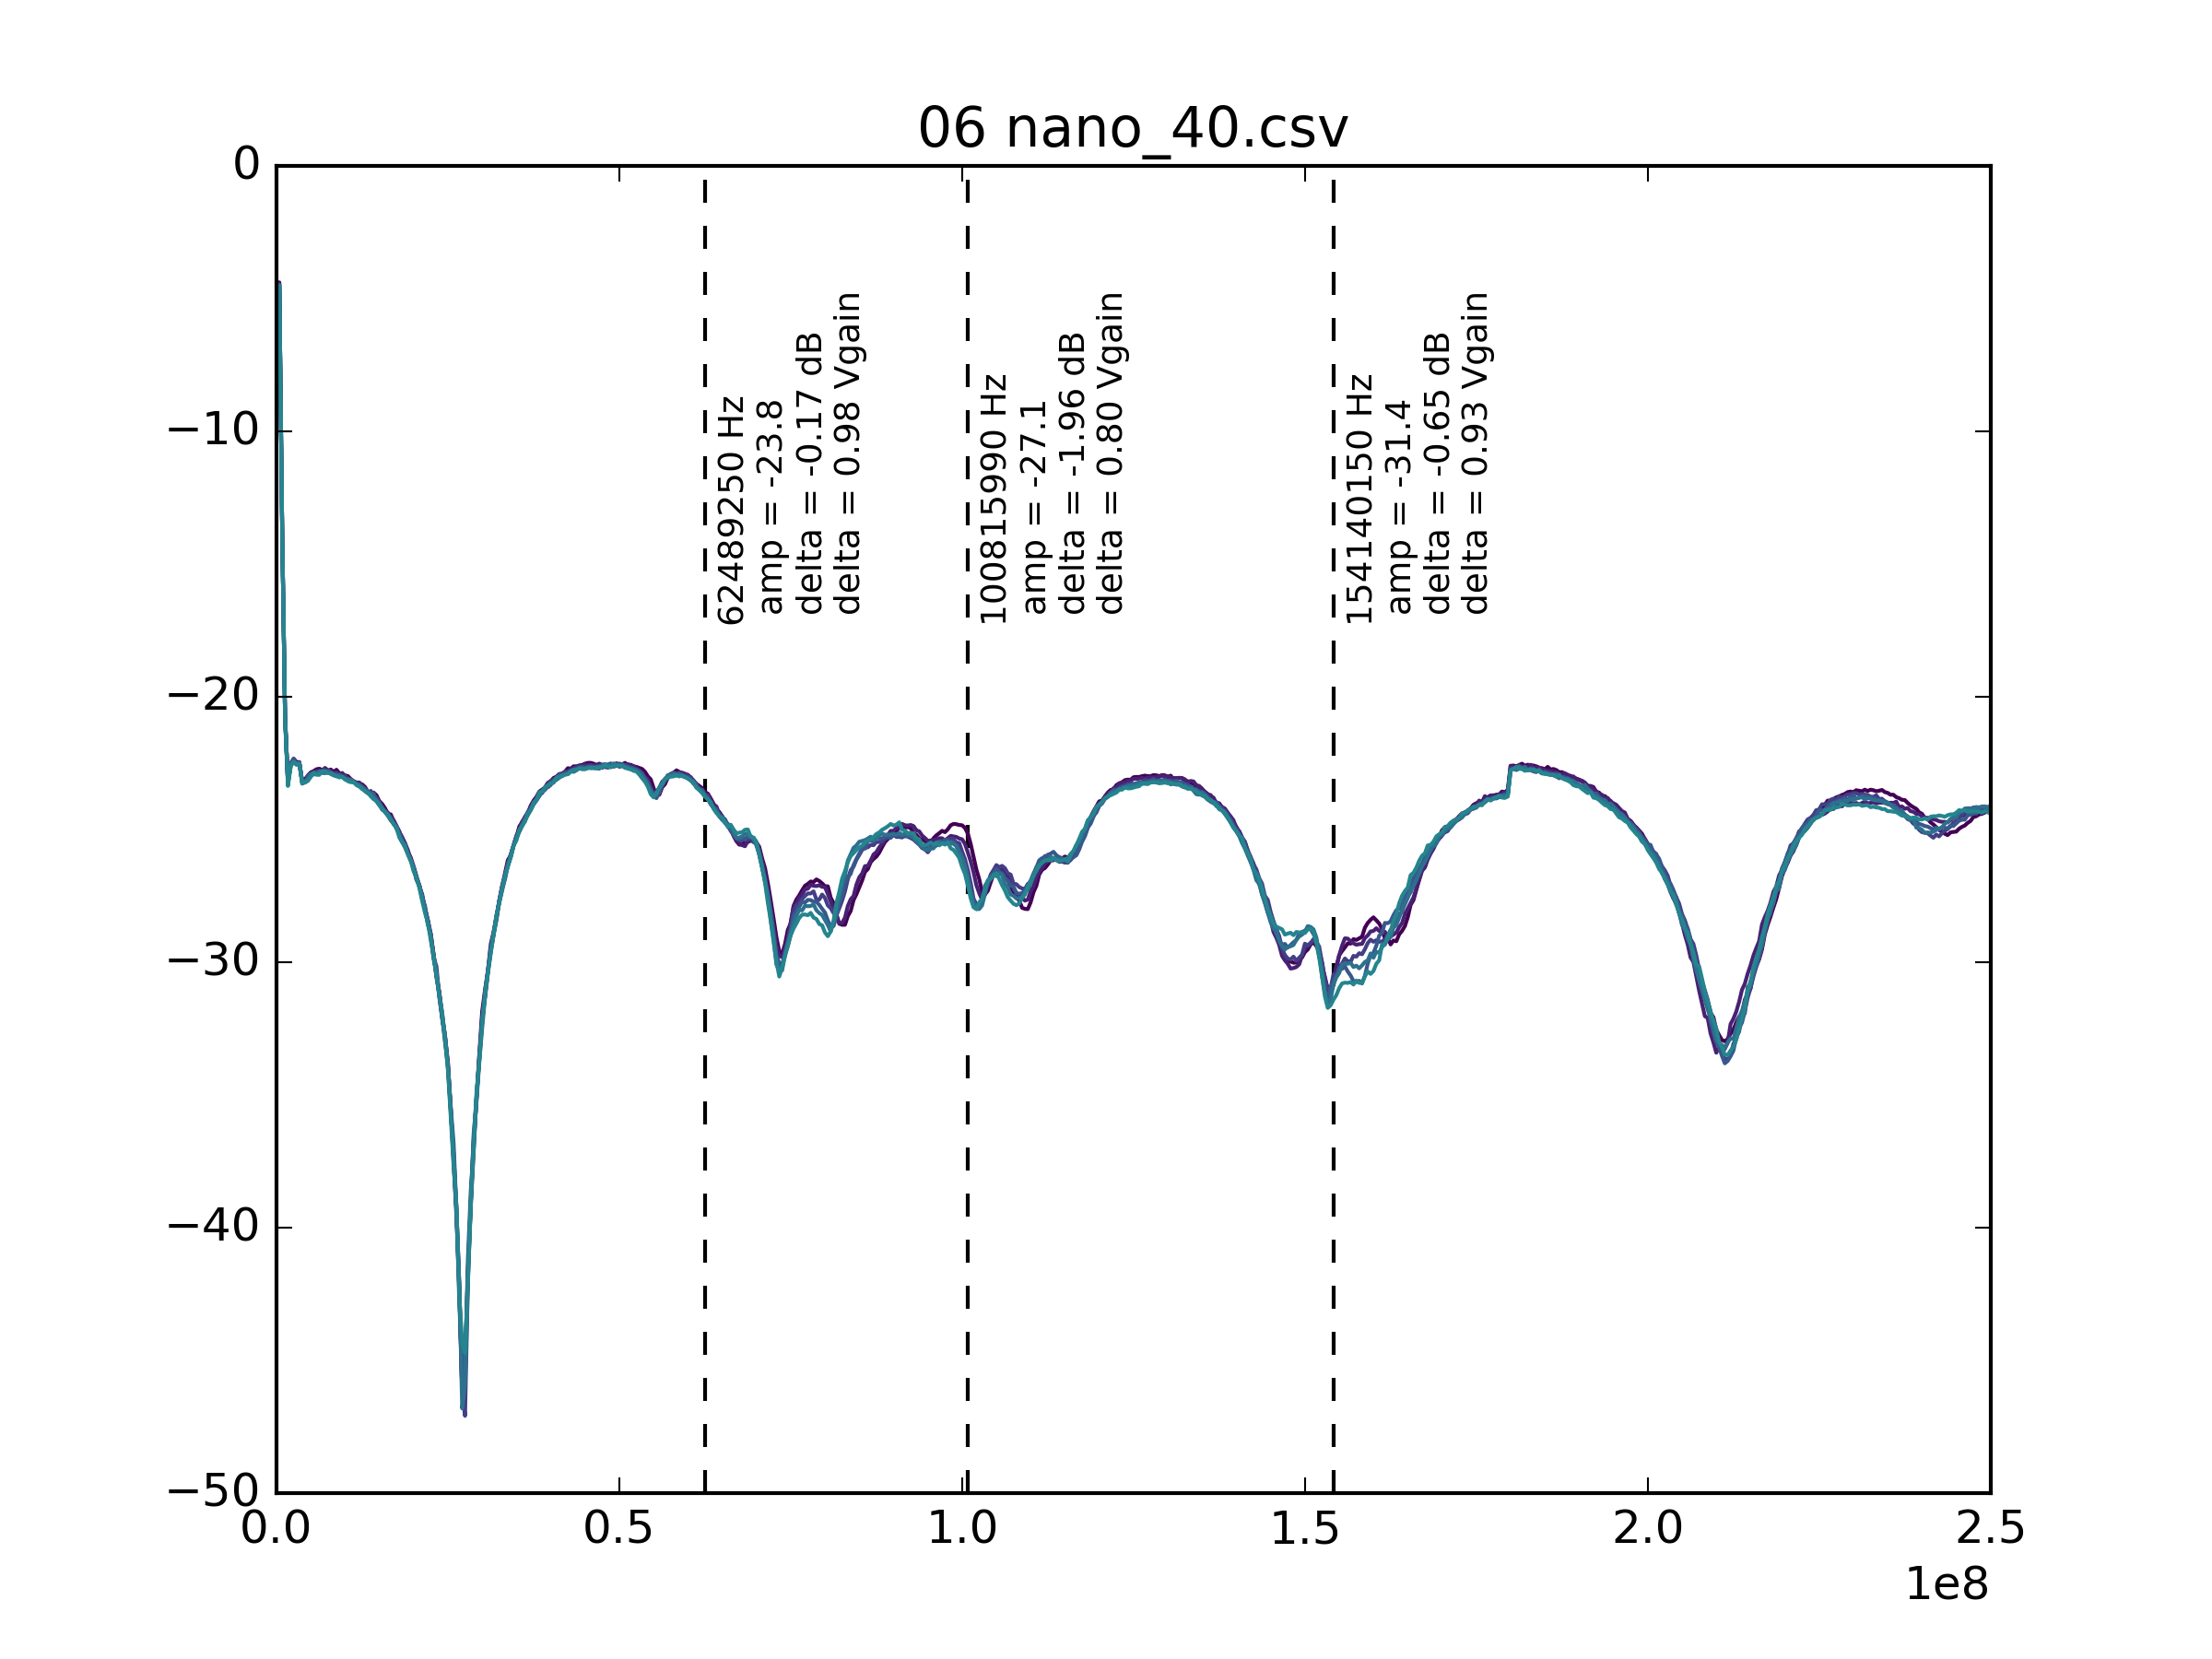 06 nano_40.csv
0
−10
−20
−30
−40
−50
62489250 Hz
amp = -23.8
delta = -0.17 dB
delta = 0.98 Vgain
100815990 Hz
amp = -27.1
delta = -1.96 dB
delta = 0.80 Vgain
154140150 Hz
amp = -31.4
delta = -0.65 dB
delta = 0.93 Vgain
0.0 0.5 1.0 1.5 2.0 2.5
1e8